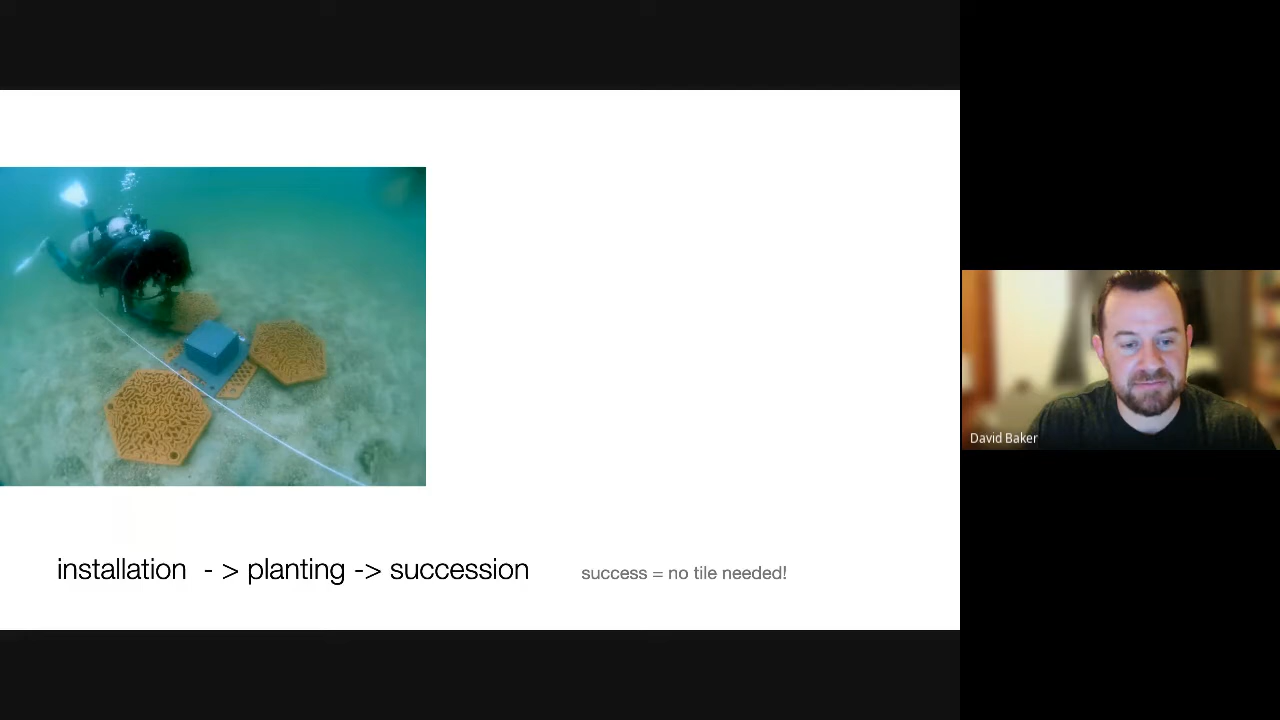 installation - > planting -> succession
success = no tile needed!
David Baker